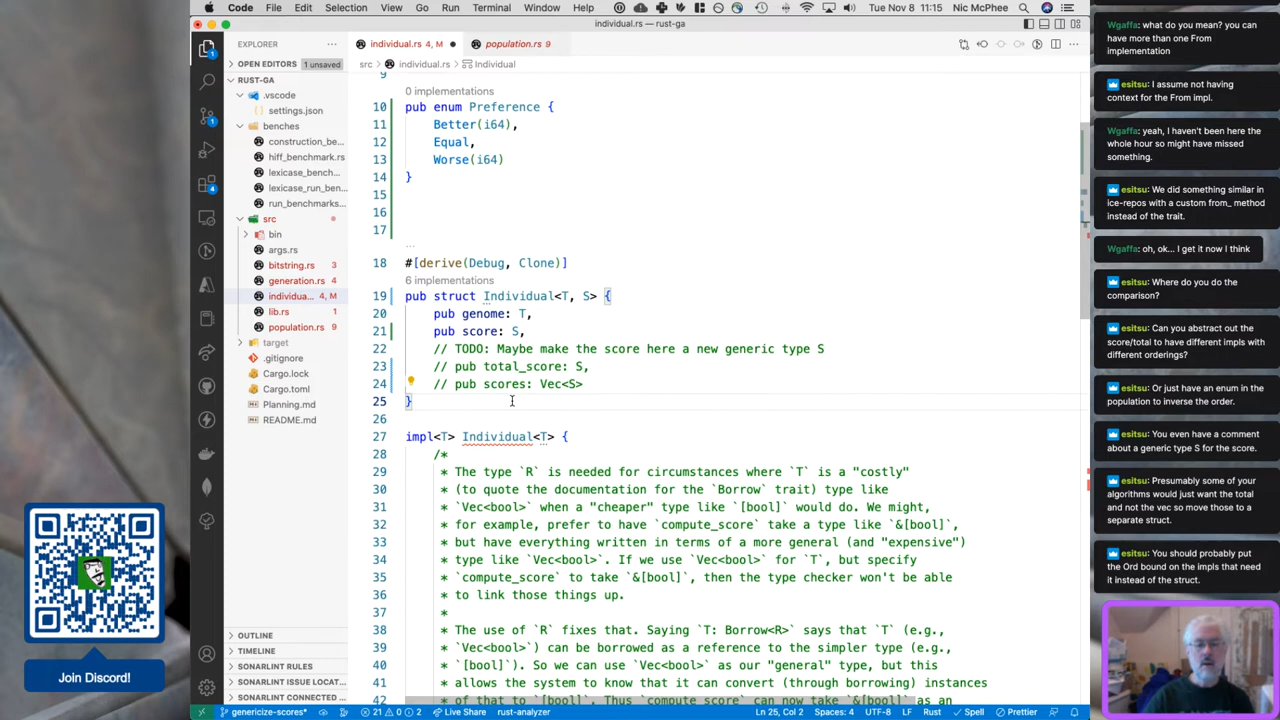 Code File Edit Selection View Go Run Terminal Window Help
Tue Nov 8 11:15 Nic McPhee
individual.rs — rust-ga
EXPLORER
OPEN EDITORS 1 unsaved
RUST-GA
.vscode
settings.json
benches
construction_be...
hiff_benchmark.rs
lexicase_bench...
lexicase_run_ben...
run_benchmarks...
src
bin
args.rs
bitstring.rs 3
generation.rs 4
individua... 4, M
lib.rs
population.rs 9
target
.gitignore
Cargo.lock
Cargo.toml
Planning.md
README.md
OUTLINE
TIMELINE
SONARLINT RULES
SONARLINT ISSUE LOCAT...
SONARLINT CONNECTED ...
individual.rs 4, M
population.rs 9
src > individual.rs > Individual
9
0 implementations
10 pub enum Preference {
11 Better(i64),
12 Equal,
13 Worse(i64)
14 }
15
16
17
...
18 #[derive(Debug, Clone)]
6 implementations
19 pub struct Individual<T, S> {
20 pub genome: T,
21 pub score: S,
22 // TODO: Maybe make the score here a new generic type S
23 // pub total_score: S,
24 // pub scores: Vec<S>
25 }
26
27 impl<T> Individual<T> {
28 /*
29 * The type `R` is needed for circumstances where `T` is a "costly"
30 * (to quote the documentation for the `Borrow` trait) type like
31 * `Vec<bool>` when a "cheaper" type like `[bool]` would do. We might,
32 * for example, prefer to have `compute_score` take a type like `&[bool]`,
33 * but have everything written in terms of a more general (and "expensive")
34 * type like `Vec<bool>`. If we use `Vec<bool>` for `T`, but specify
35 * `compute_score` to take `&[bool]`, then the type checker won't be able
36 * to link those things up.
37 *
38 * The use of `R` fixes that. Saying `T: Borrow<R>` says that `T` (e.g.,
39 * `Vec<bool>`) can be borrowed as a reference to the simpler type (e.g.,
40 * `[bool]`). So we can use `Vec<bool>` as our "general" type, but this
41 * allows the system to know that it can convert (through borrowing) instances
42 * of that to `[bool]`. Thus `compute_score` can now take `&[bool]` as an
genericize-scores* 21 0 2 Live Share rust-analyzer
Ln 25, Col 2 Spaces: 4 UTF-8 LF Rust Spell Prettier
Join Discord!
Wgaffa: what do you mean? you can
have more than one From
implementation
esitsu: I assume not having
context for the From impl.
Wgaffa: yeah, I haven't been here the
whole hour so might have missed
something.
esitsu: We did something similar in
ice-repos with a custom from_ method
instead of the trait.
Wgaffa: oh, ok... I get it now I think
esitsu: Where do you do the
comparison?
esitsu: Can you abstract out the
score/total to have different impls with
different orderings?
esitsu: Or just have an enum in the
population to inverse the order.
esitsu: You even have a comment
about a generic type S for the score.
esitsu: Presumably some of your
algorithms would just want the total
and not the vec so move those to a
separate struct.
esitsu: You should probably put
the Ord bound on the impls that need
it instead of the struct.